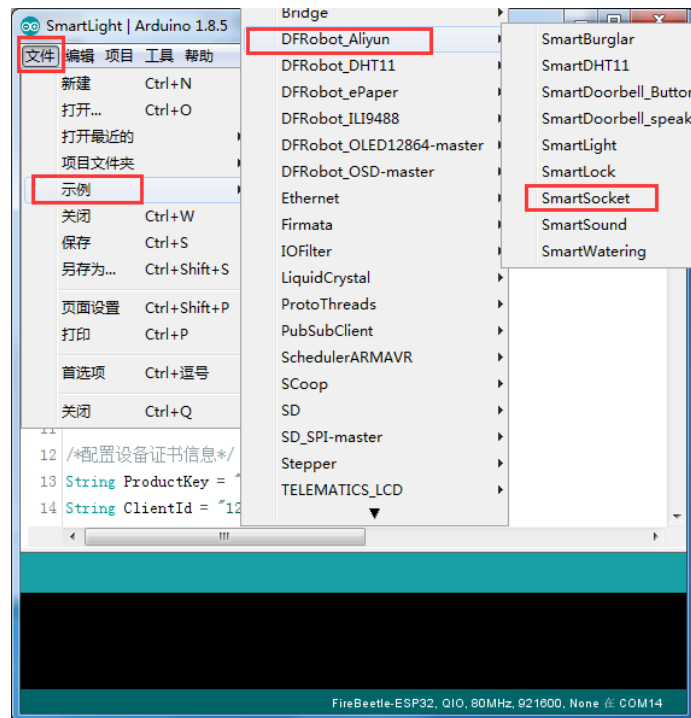 SmartLight | Arduino 1.8.5
文件 编辑 项目 工具 帮助
新建 Ctrl+N
打开... Ctrl+O
打开最近的
项目文件夹
示例
关闭 Ctrl+W
保存 Ctrl+S
另存为... Ctrl+Shift+S
页面设置 Ctrl+Shift+P
打印 Ctrl+P
首选项 Ctrl+逗号
关闭 Ctrl+Q
Bridge
DFRobot_Aliyun
DFRobot_DHT11
DFRobot_ePaper
DFRobot_ILI9488
DFRobot_OLED12864-master
DFRobot_OSD-master
Ethernet
Firmata
IOFilter
LiquidCrystal
ProtoThreads
PubSubClient
SchedulerARMAVR
SCoop
SD
SD_SPI-master
Stepper
TELEMATICS_LCD
SmartBurglar
SmartDHT11
SmartDoorbell_Button
SmartDoorbell_speak
SmartLight
SmartLock
SmartSocket
SmartSound
SmartWatering
11
12 /*配置设备证书信息*/
13 String ProductKey = "
14 String ClientId = "12
FireBeetle-ESP32, QIO, 80MHz, 921600, None 在 COM14